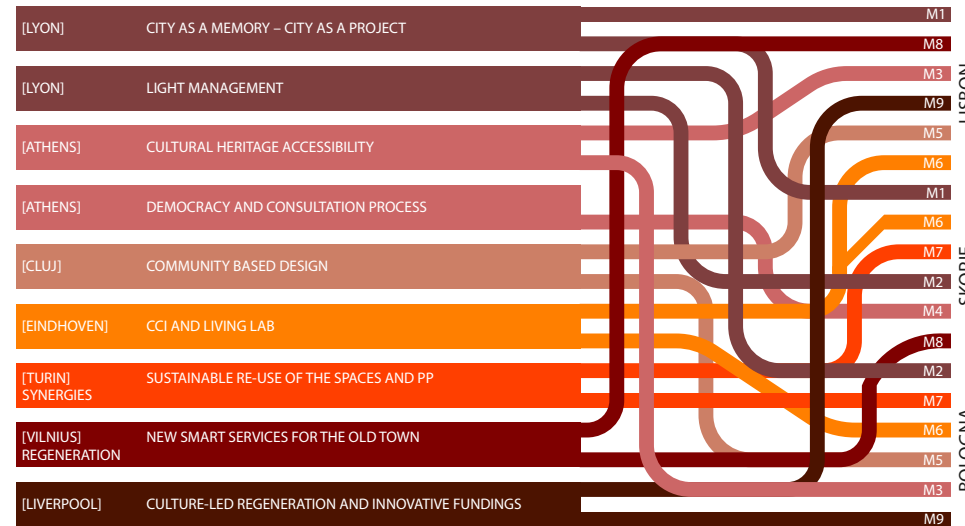 [LYON] CITY AS A MEMORY – CITY AS A PROJECT
[LYON] LIGHT MANAGEMENT
[ATHENS] CULTURAL HERITAGE ACCESSIBILITY
[ATHENS] DEMOCRACY AND CONSULTATION PROCESS
[CLUJ] COMMUNITY BASED DESIGN
[EINDHOVEN] CCI AND LIVING LAB
[TURIN] SUSTAINABLE RE-USE OF THE SPACES AND PP
SYNERGIES
[VILNIUS] NEW SMART SERVICES FOR THE OLD TOWN
REGENERATION
[LIVERPOOL] CULTURE-LED REGENERATION AND INNOVATIVE FUNDINGS
M1
M8
M3
M9
M5
M6
M1
M6
M7
M2
M4
M8
M2
M7
M6
M5
M3
M9
LISBON
SKOPJE
BOLOGNA